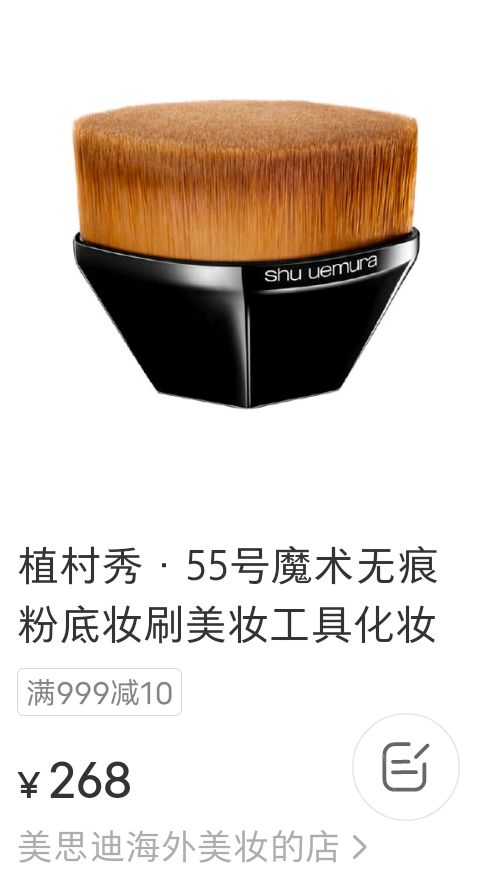 shu uemura
植村秀 · 55号魔术无痕
粉底妆刷美妆工具化妆
满999减10
¥ 268
美思迪海外美妆的店 >